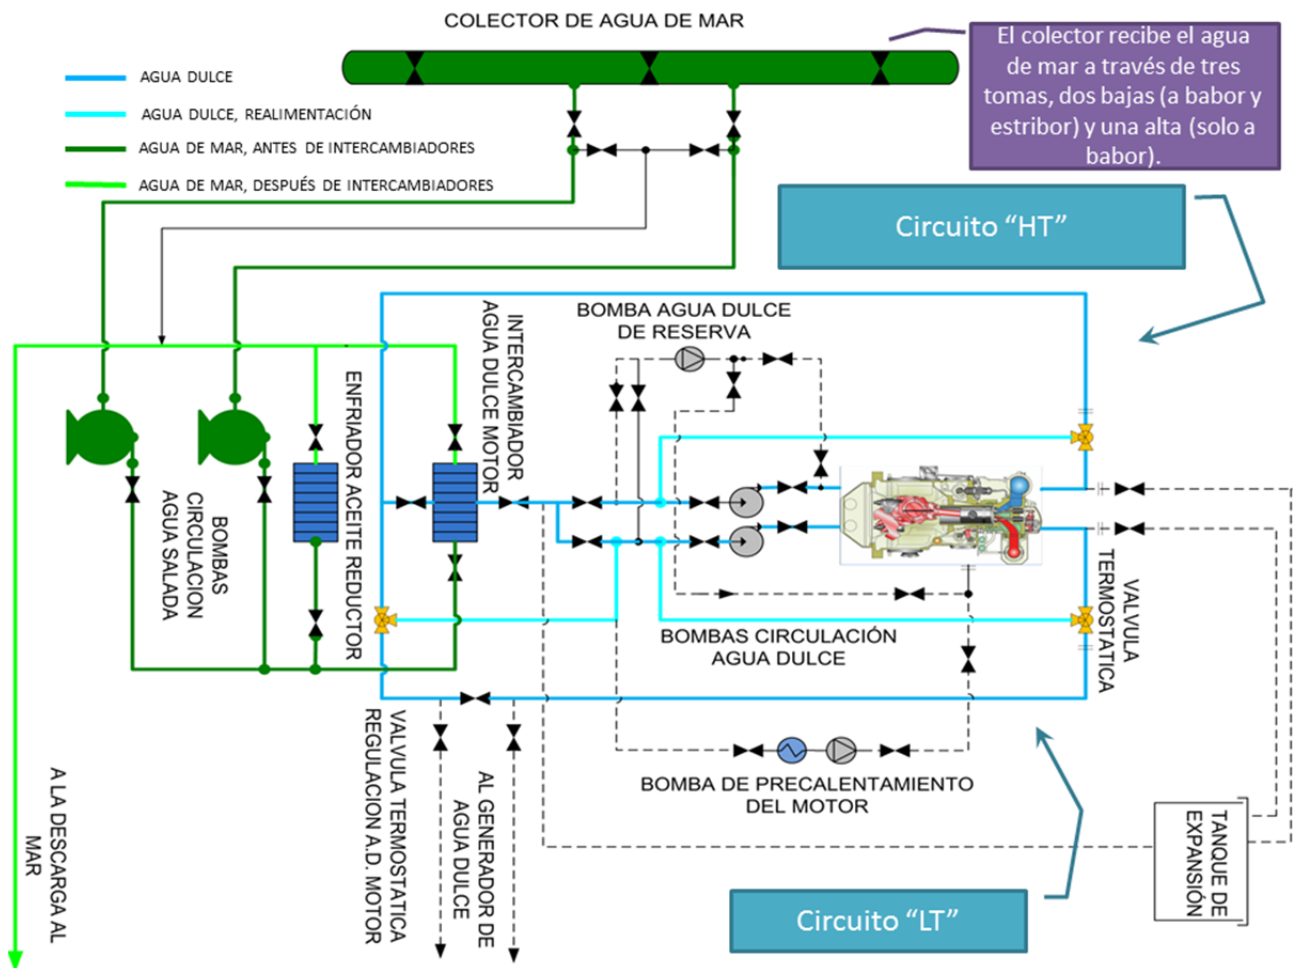 COLECTOR DE AGUA DE MAR
El colector recibe el agua
de mar a través de tres
tomas, dos bajas (a babor y
estribor) y una alta (solo a
babor).
AGUA DULCE
AGUA DULCE, REALIMENTACIÓN
AGUA DE MAR, ANTES DE INTERCAMBIADORES
AGUA DE MAR, DESPUÉS DE INTERCAMBIADORES
Circuito “HT”
BOMBA AGUA DULCE
DE RESERVA
INTERCAMBIADOR
AGUA DULCE MOTOR
ENFRIADOR ACEITE REDUCTOR
BOMBAS
CIRCULACION
AGUA SALADA
BOMBAS CIRCULACIÓN
AGUA DULCE
VALVULA
TERMOSTATICA
VALVULA TERMOSTATICA
REGULACION A.D. MOTOR
AL GENERADOR DE
AGUA DULCE
BOMBA DE PRECALENTAMIENTO
DEL MOTOR
A LA DESCARGA AL
MAR
TANQUE DE
EXPANSIÓN
Circuito “LT”